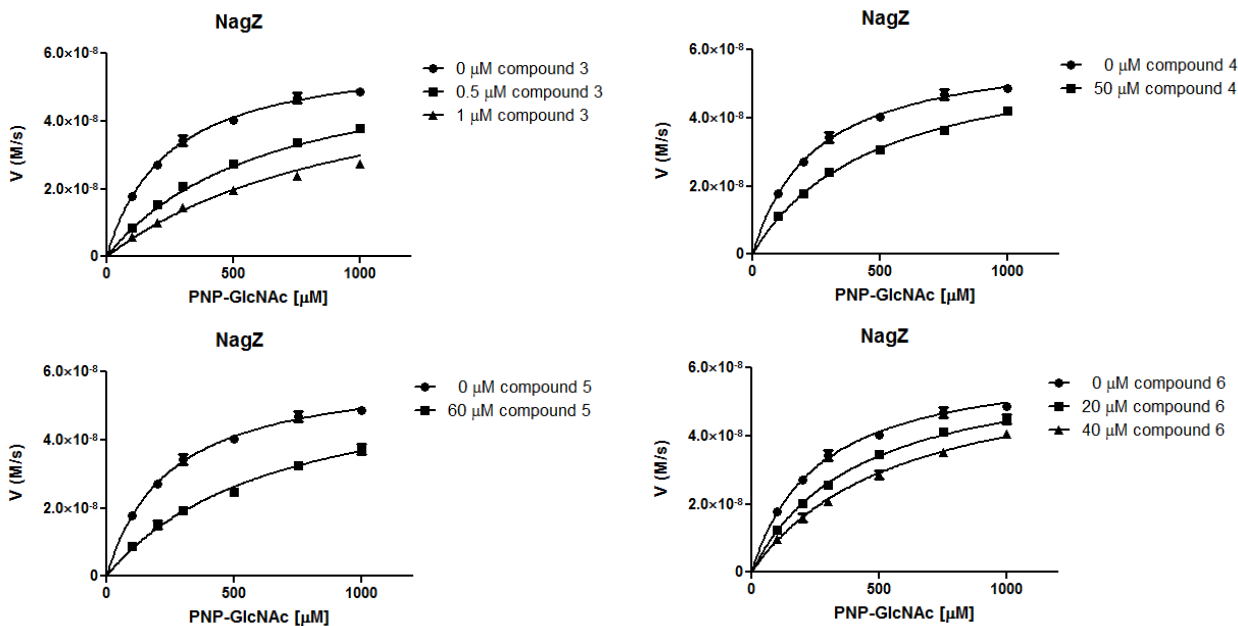 NagZ
6.0×10⁻⁸
4.0×10⁻⁸
2.0×10⁻⁸
0
V (M/s)
0 500 1000
PNP-GlcNAc [μM]
0 μM compound 3
0.5 μM compound 3
1 μM compound 3
NagZ
6.0×10⁻⁸
4.0×10⁻⁸
2.0×10⁻⁸
0
V (M/s)
0 500 1000
PNP-GlcNAc [μM]
0 μM compound 4
50 μM compound 4
NagZ
6.0×10⁻⁸
4.0×10⁻⁸
2.0×10⁻⁸
0
V (M/s)
0 500 1000
PNP-GlcNAc [μM]
0 μM compound 5
60 μM compound 5
NagZ
6.0×10⁻⁸
4.0×10⁻⁸
2.0×10⁻⁸
0
V (M/s)
0 500 1000
PNP-GlcNAc [μM]
0 μM compound 6
20 μM compound 6
40 μM compound 6